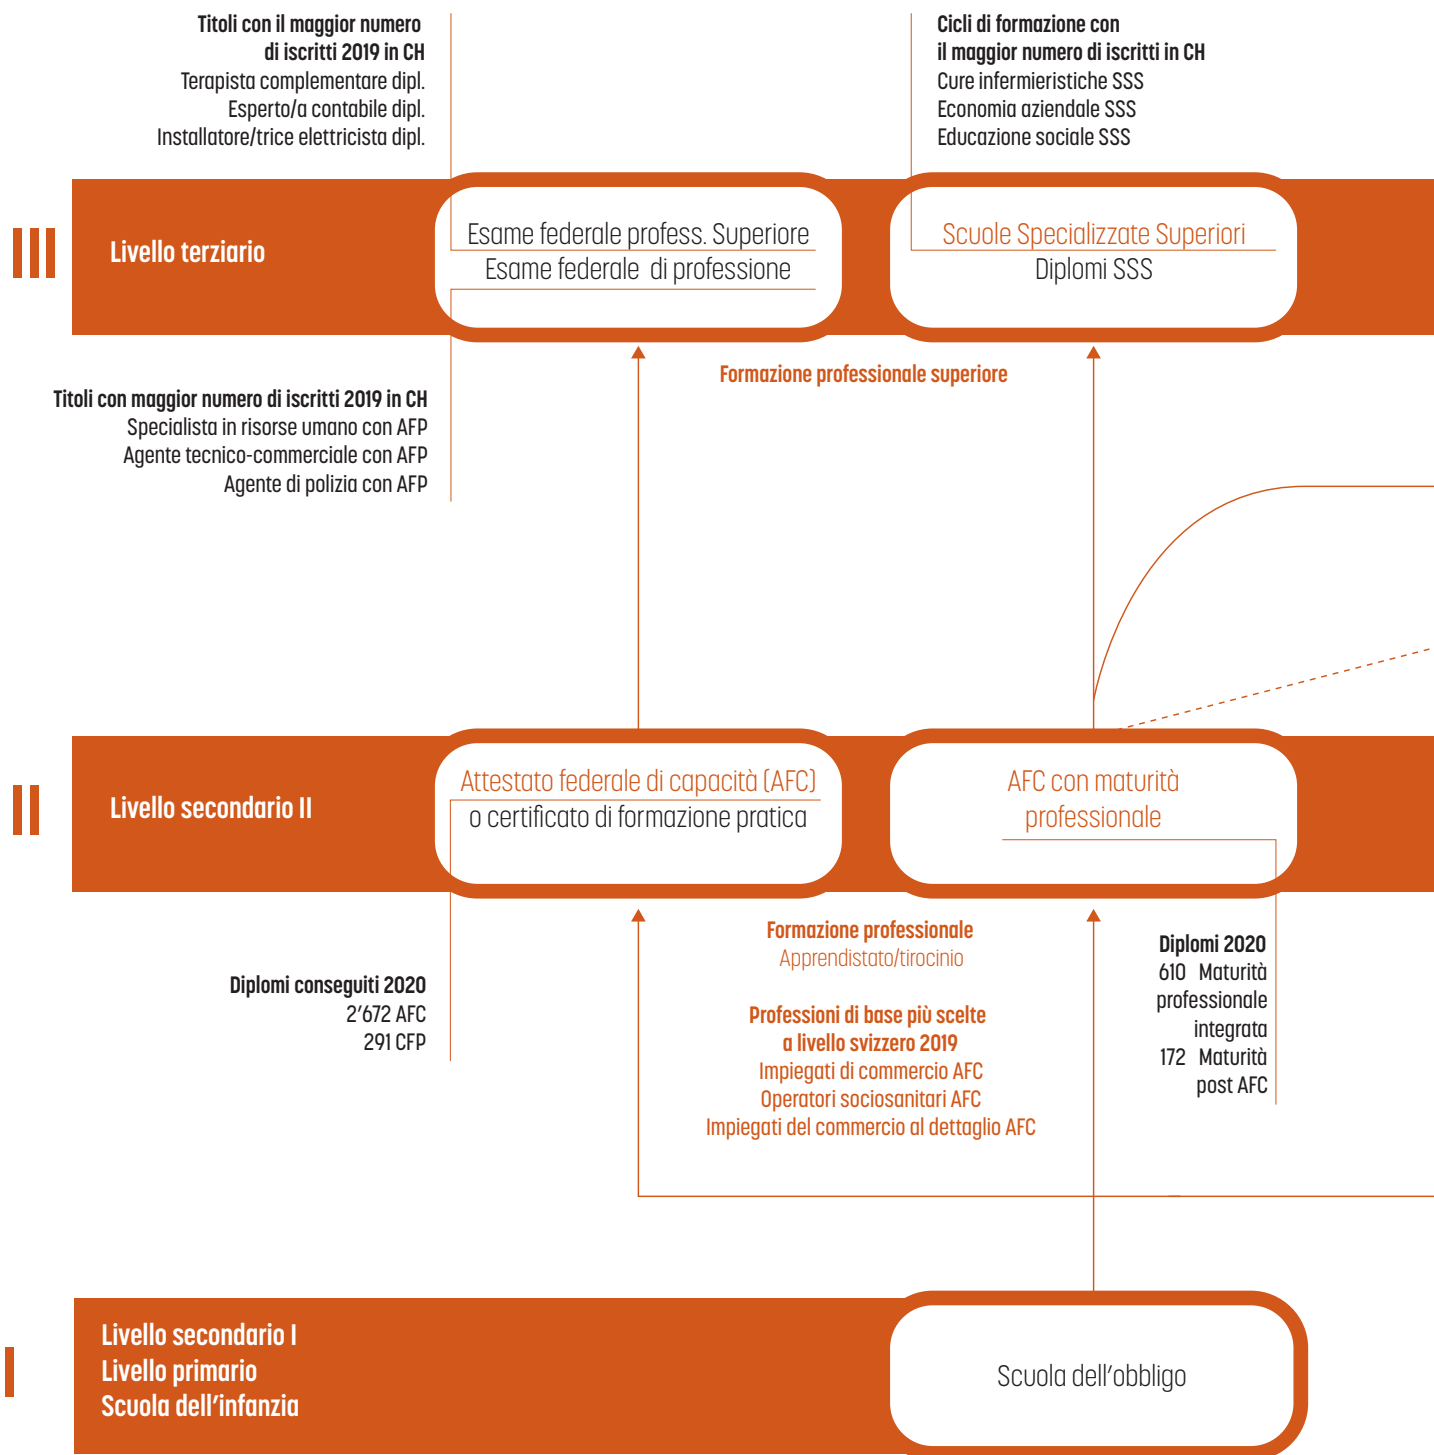 Titoli con il maggior numero
di iscritti 2019 in CH
Terapista complementare dipl.
Esperto/a contabile dipl.
Installatore/trice elettricista dipl.
Cicli di formazione con
il maggior numero di iscritti in CH
Cure infermieristiche SSS
Economia aziendale SSS
Educazione sociale SSS
III
Livello terziario
Esame federale profess. Superiore
Esame federale di professione
Scuole Specializzate Superiori
Diplomi SSS
Formazione professionale superiore
Titoli con maggior numero di iscritti 2019 in CH
Specialista in risorse umano con AFP
Agente tecnico-commerciale con AFP
Agente di polizia con AFP
II
Livello secondario II
Attestato federale di capacità (AFC)
o certificato di formazione pratica
AFC con maturità
professionale
Diplomi conseguiti 2020
2’672 AFC
291 CFP
Formazione professionale
Apprendistato/tirocinio
Professioni di base più scelte
a livello svizzero 2019
Impiegati di commercio AFC
Operatori sociosanitari AFC
Impiegati del commercio al dettaglio AFC
Diplomi 2020
610 Maturità
professionale
integrata
172 Maturità
post AFC
I
Livello secondario I
Livello primario
Scuola dell’infanzia
Scuola dell’obbligo